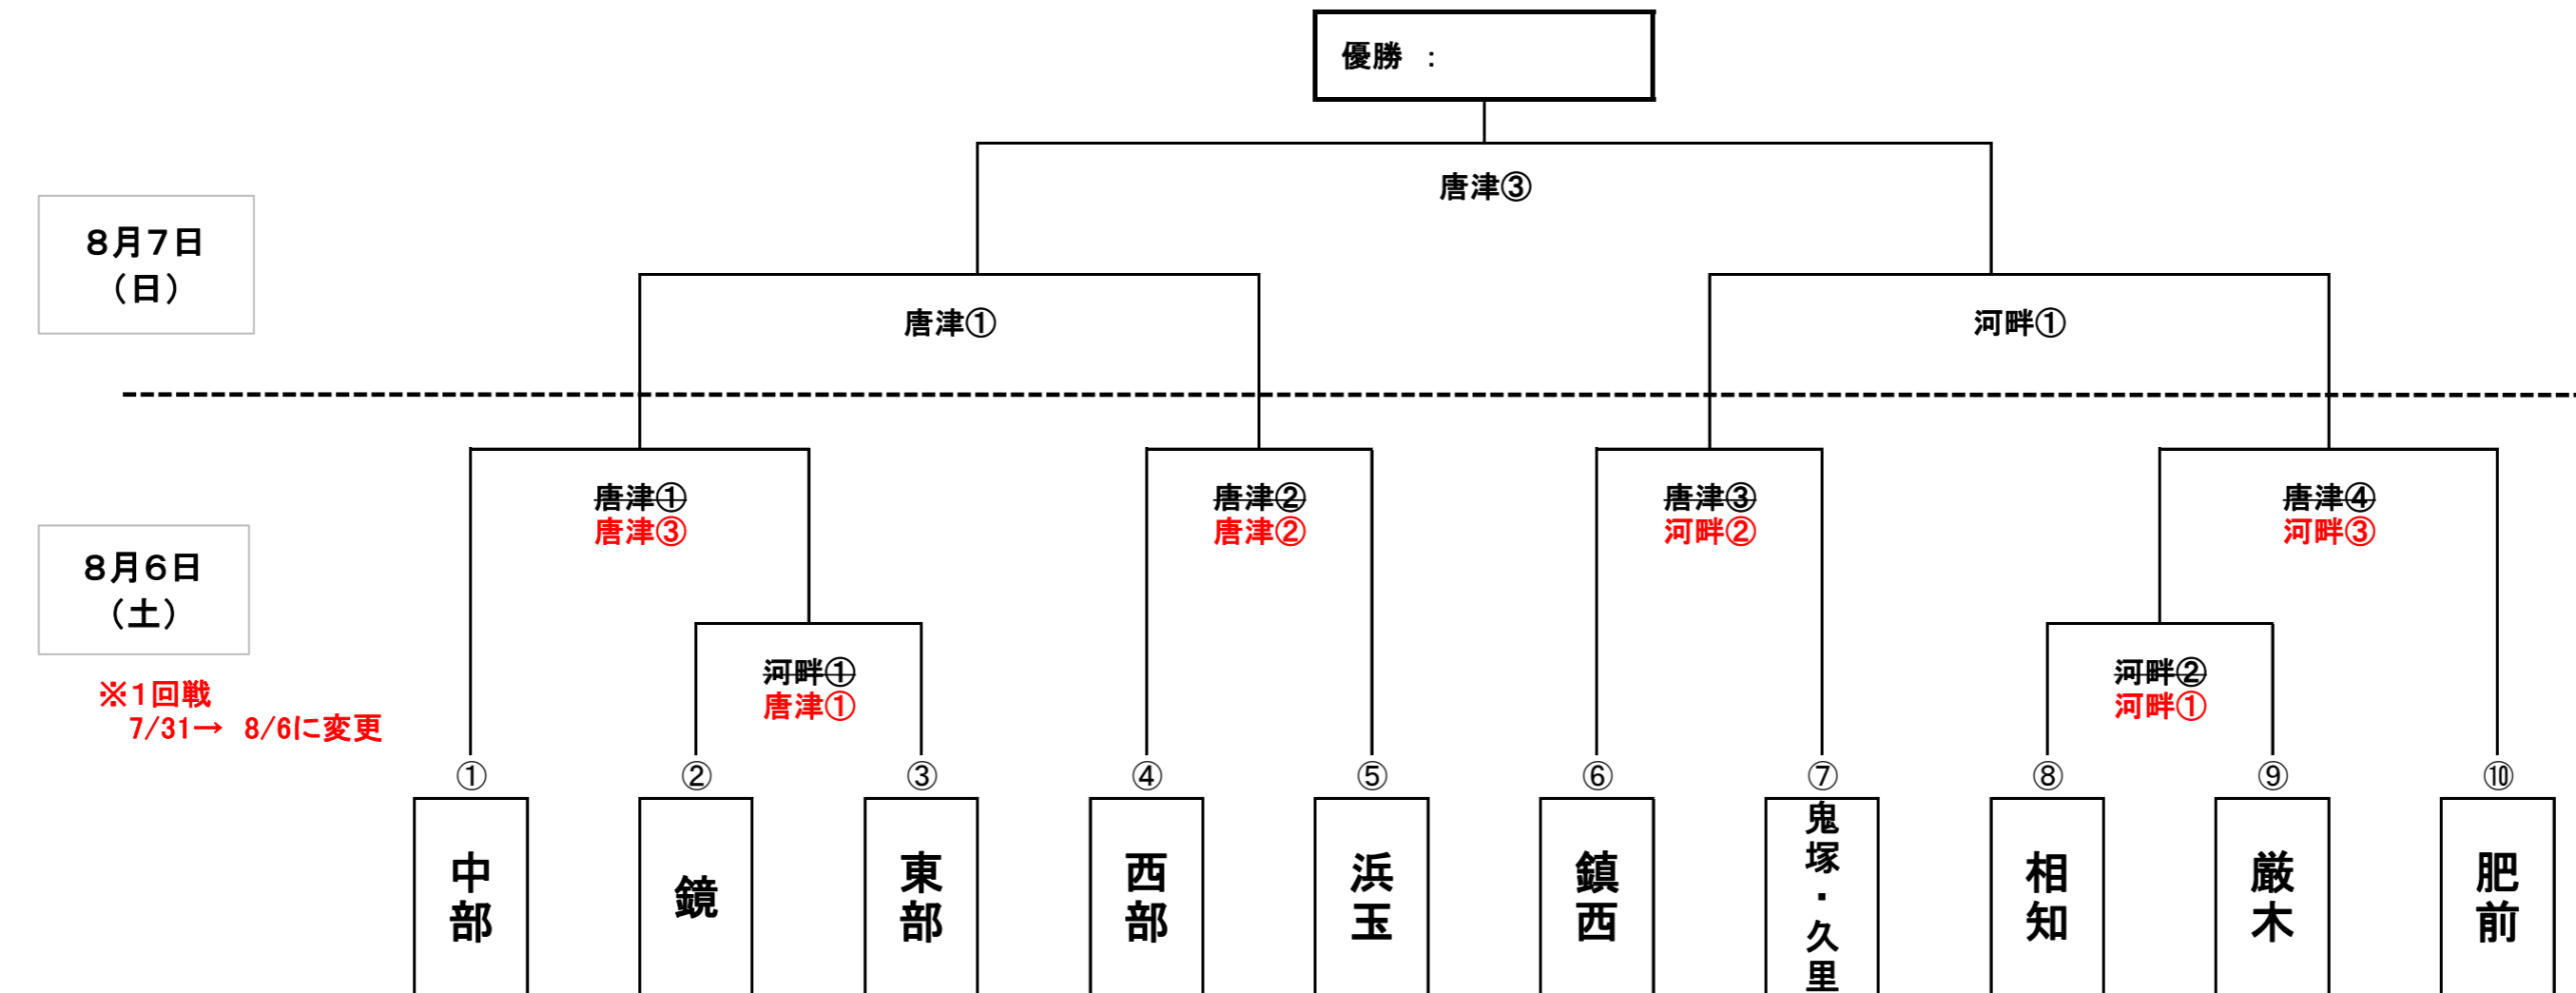 優勝 ：
唐津③
８月７日
（日）
唐津①
河畔①
唐津①
唐津③
唐津②
唐津②
唐津③
河畔②
唐津④
河畔③
８月６日
（土）
河畔①
唐津①
河畔②
河畔①
※１回戦
7/31→ 8/6に変更
① ② ③ ④ ⑤ ⑥ ⑦ ⑧ ⑨ ⑩
中部
鏡
東部
西部
浜玉
鎮西
鬼塚・久里
相知
厳木
肥前